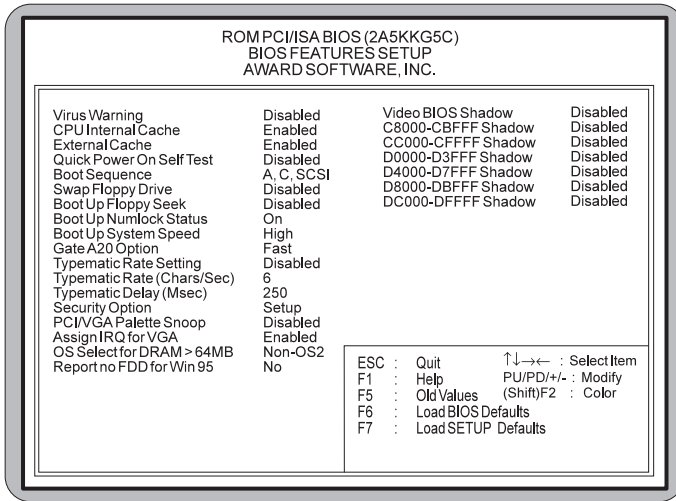 ROM PCI/ISA BIOS (2A5KKG5C)
BIOS FEATURES SETUP
AWARD SOFTWARE, INC.
Virus Warning Disabled
CPU Internal Cache Enabled
External Cache Enabled
Quick Power On Self Test Disabled
Boot Sequence A, C, SCSI
Swap Floppy Drive Disabled
Boot Up Floppy Seek Disabled
Boot Up Numlock Status On
Boot Up System Speed High
Gate A20 Option Fast
Typematic Rate Setting Disabled
Typematic Rate (Chars/Sec) 6
Typematic Delay (Msec) 250
Security Option Setup
PCI/VGA Palette Snoop Disabled
Assign IRQ for VGA Enabled
OS Select for DRAM > 64MB Non-OS2
Report no FDD for Win 95 No
Video BIOS Shadow Disabled
C8000-CBFFF Shadow Disabled
CC000-CFFFF Shadow Disabled
D0000-D3FFF Shadow Disabled
D4000-D7FFF Shadow Disabled
D8000-DBFFF Shadow Disabled
DC000-DFFFF Shadow Disabled
ESC : Quit ↑↓→← : Select Item
F1 : Help PU/PD/+/- : Modify
F5 : Old Values (Shift)F2 : Color
F6 : Load BIOS Defaults
F7 : Load SETUP Defaults